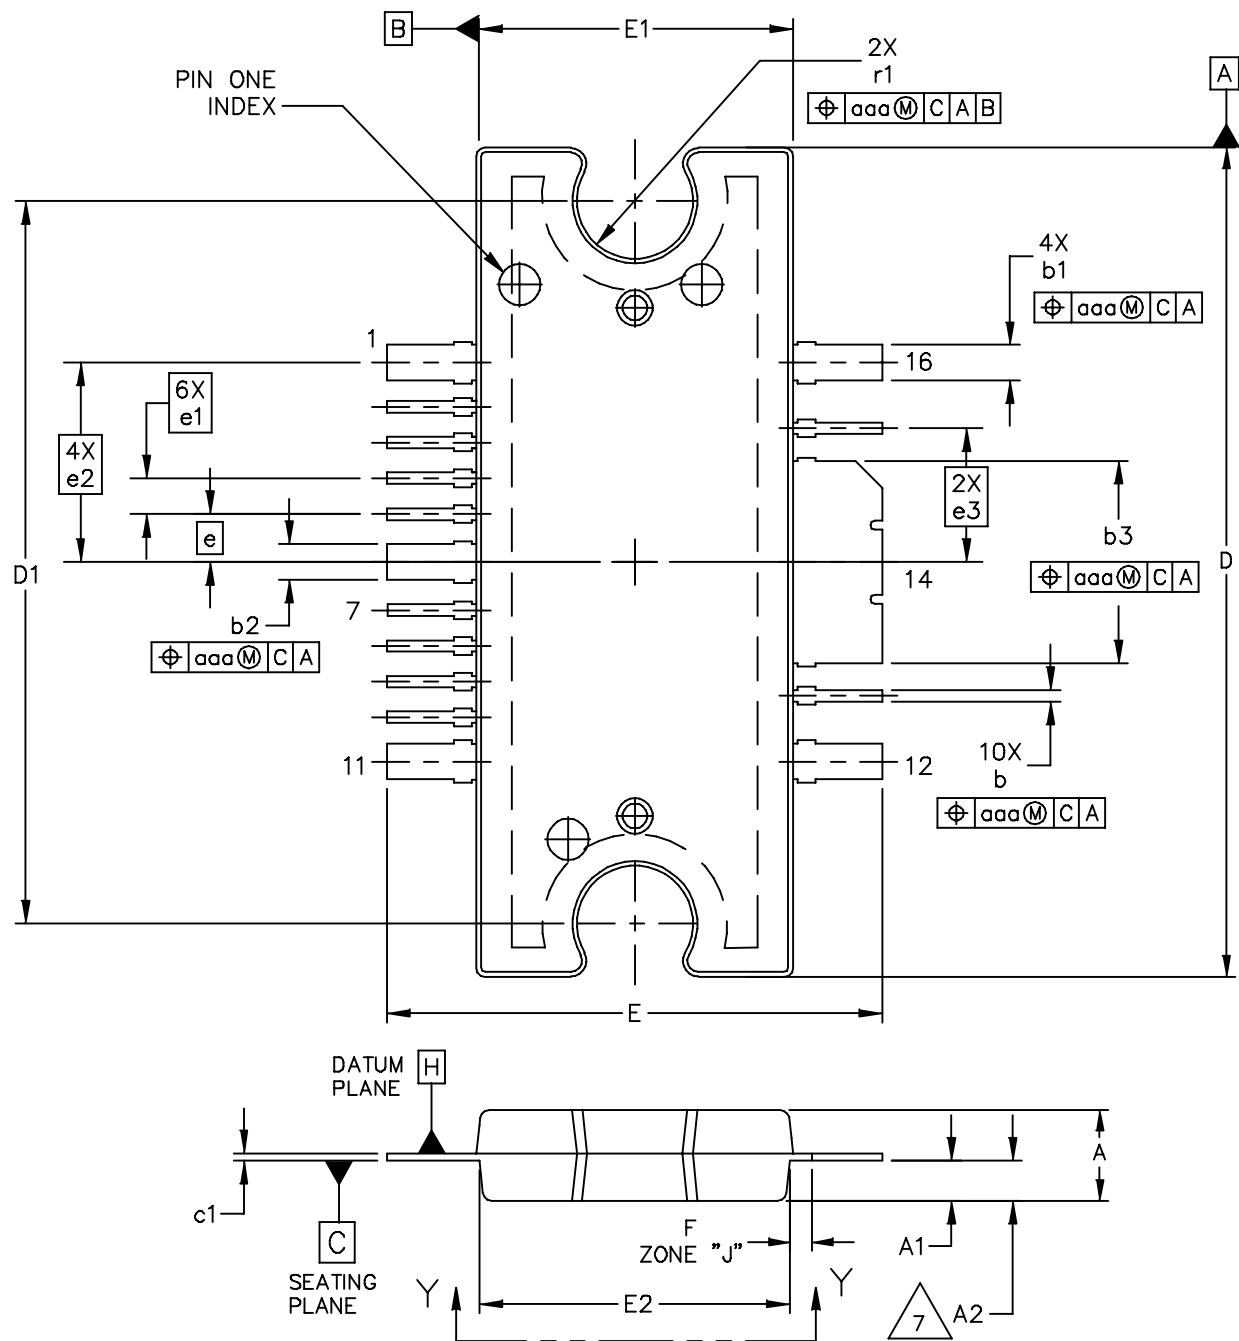 B
E1
2X
r1
⌖ aaa Ⓜ C A B
A
PIN ONE
INDEX
4X
b1
⌖ aaa Ⓜ C A
1
16
6X
e1
4X
e2
2X
e3
e
b3
⌖ aaa Ⓜ C A
D1
D
14
7
b2
⌖ aaa Ⓜ C A
11
12
10X
b
⌖ aaa Ⓜ C A
E
DATUM
PLANE
H
A
c1
C
SEATING
PLANE
F
ZONE "J"
A1
Y
Y
E2
7
A2